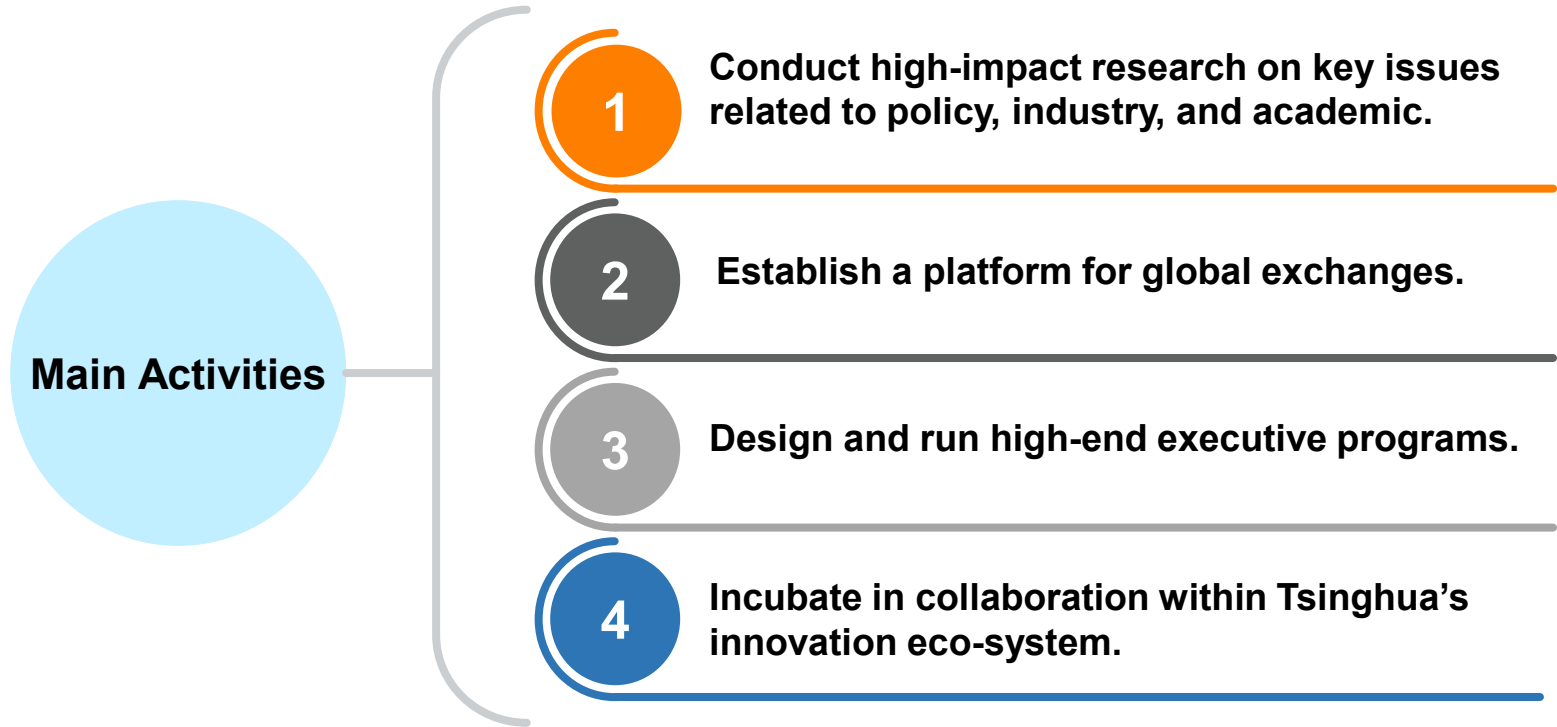 Main Activities
1
Conduct high-impact research on key issues
related to policy, industry, and academic.
2
Establish a platform for global exchanges.
3
Design and run high-end executive programs.
4
Incubate in collaboration within Tsinghua’s
innovation eco-system.